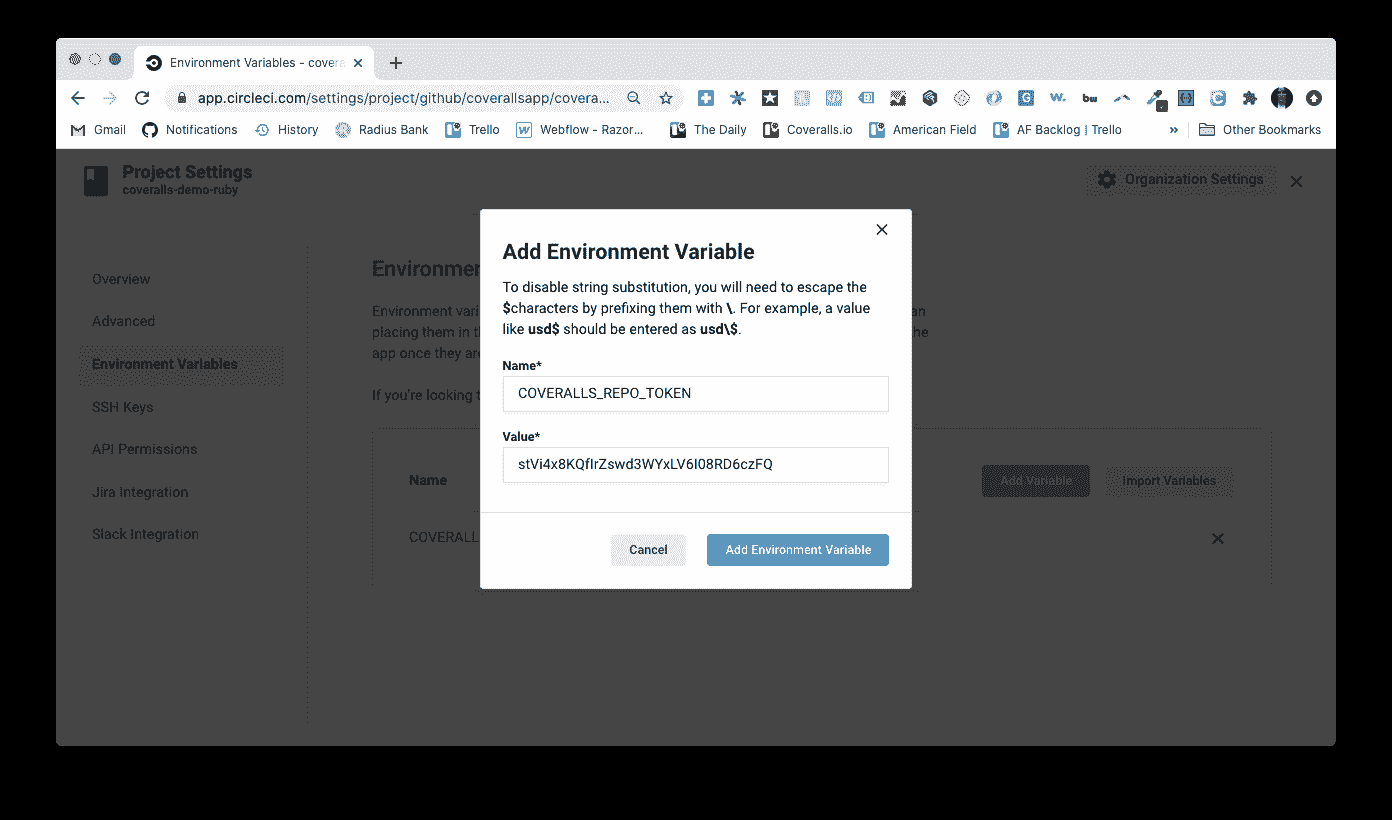 Environment Variables - covera
app.circleci.com/settings/project/github/coverallsapp/covera...
Gmail Notifications History Radius Bank Trello Webflow - Razor... The Daily Coveralls.io American Field AF Backlog | Trello » Other Bookmarks
Project Settings
coveralls-demo-ruby
Organization Settings
Overview
Advanced
Environment Variables
SSH Keys
API Permissions
Jira Integration
Slack Integration
Environmen
Environment vari
an
placing them in th
he
app once they are
If you're looking t
Name
Add Variable
Import Variables
COVERALL
Add Environment Variable
To disable string substitution, you will need to escape the
$characters by prefixing them with \. For example, a value
like usd$ should be entered as usd\$.
Name*
COVERALLS_REPO_TOKEN
Value*
stVi4x8KQfIrZswd3WYxLV6I08RD6czFQ
Cancel
Add Environment Variable